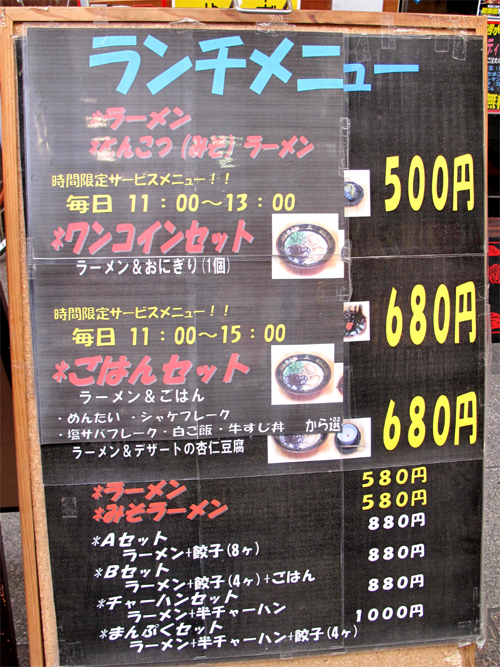 ランチメニュー
*ラーメン
*とんこつ(みそ)ラーメン
時間限定サービスメニュー!!
毎日 11:00～13:00
500円
*ワンコインセット
ラーメン&おにぎり(1個)
時間限定サービスメニュー!!
680円
毎日 11:00～15:00
*ごはんセット
ラーメン&ごはん
・めんたい ・シャケフレーク
・塩サバフレーク・白ご飯・牛すじ丼 から選
680円
ラーメン&デザートの杏仁豆腐
*ラーメン 580円
*みそラーメン 580円
*Aセット 880円
ラーメン+餃子(8ヶ)
*Bセット 880円
ラーメン+餃子(4ヶ)+ごはん
*チャーハンセット 880円
ラーメン+半チャーハン
*まんぷくセット 1000円
ラーメン+半チャーハン+餃子(4ヶ)